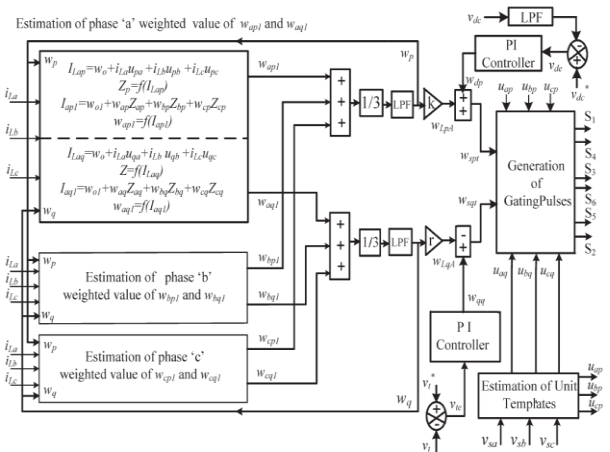 Estimation of phase 'a' weighted value of w_ap1 and w_aq1
w_p
I_Lap=w_o+i_La u_pa + i_Lb u_pb + i_Lc u_pc
Z_p=f(I_Lap)
I_ap1=w_o1+w_ap Z_ap+w_bp Z_bp+w_cp Z_cp
w_ap1=f(I_ap1)
I_Laq=w_o+i_La u_qa+i_Lb u_qb + i_Lc u_qc
Z=f(I_Laq)
I_aq1=w_o1+w_aq Z_aq+w_bq Z_bq+w_cq Z_cq
w_aq1=f(I_aq1)
w_q
i_La
i_Lb
i_Lc
w_ap1
w_aq1
w_p
Estimation of phase 'b'
weighted value of w_bp1 and w_bq1
w_q
i_La
i_Lb
i_Lc
w_bp1
w_bq1
w_p
Estimation of phase 'c'
weighted value of w_cp1 and w_cq1
w_q
i_La
i_Lb
i_Lc
w_cp1
w_cq1
+
+
+
1/3
LPF
k
w_LpA
w_p
+
+
w_dp
w_spt
+
+
+
1/3
LPF
r
w_LqA
w_q
-
+
w_qq
w_sqt
v_dc
LPF
PI
Controller
v_dc
-
+
v_dc*
u_ap u_bp u_cp
Generation
of
GatingPulses
S_1
S_4
S_3
S_6
S_5
S_2
u_aq u_bq u_cq
P I
Controller
v_t*
v_te
v_t
Estimation of Unit
Templates
u_ap
u_bp
u_cp
v_sa v_sb v_sc